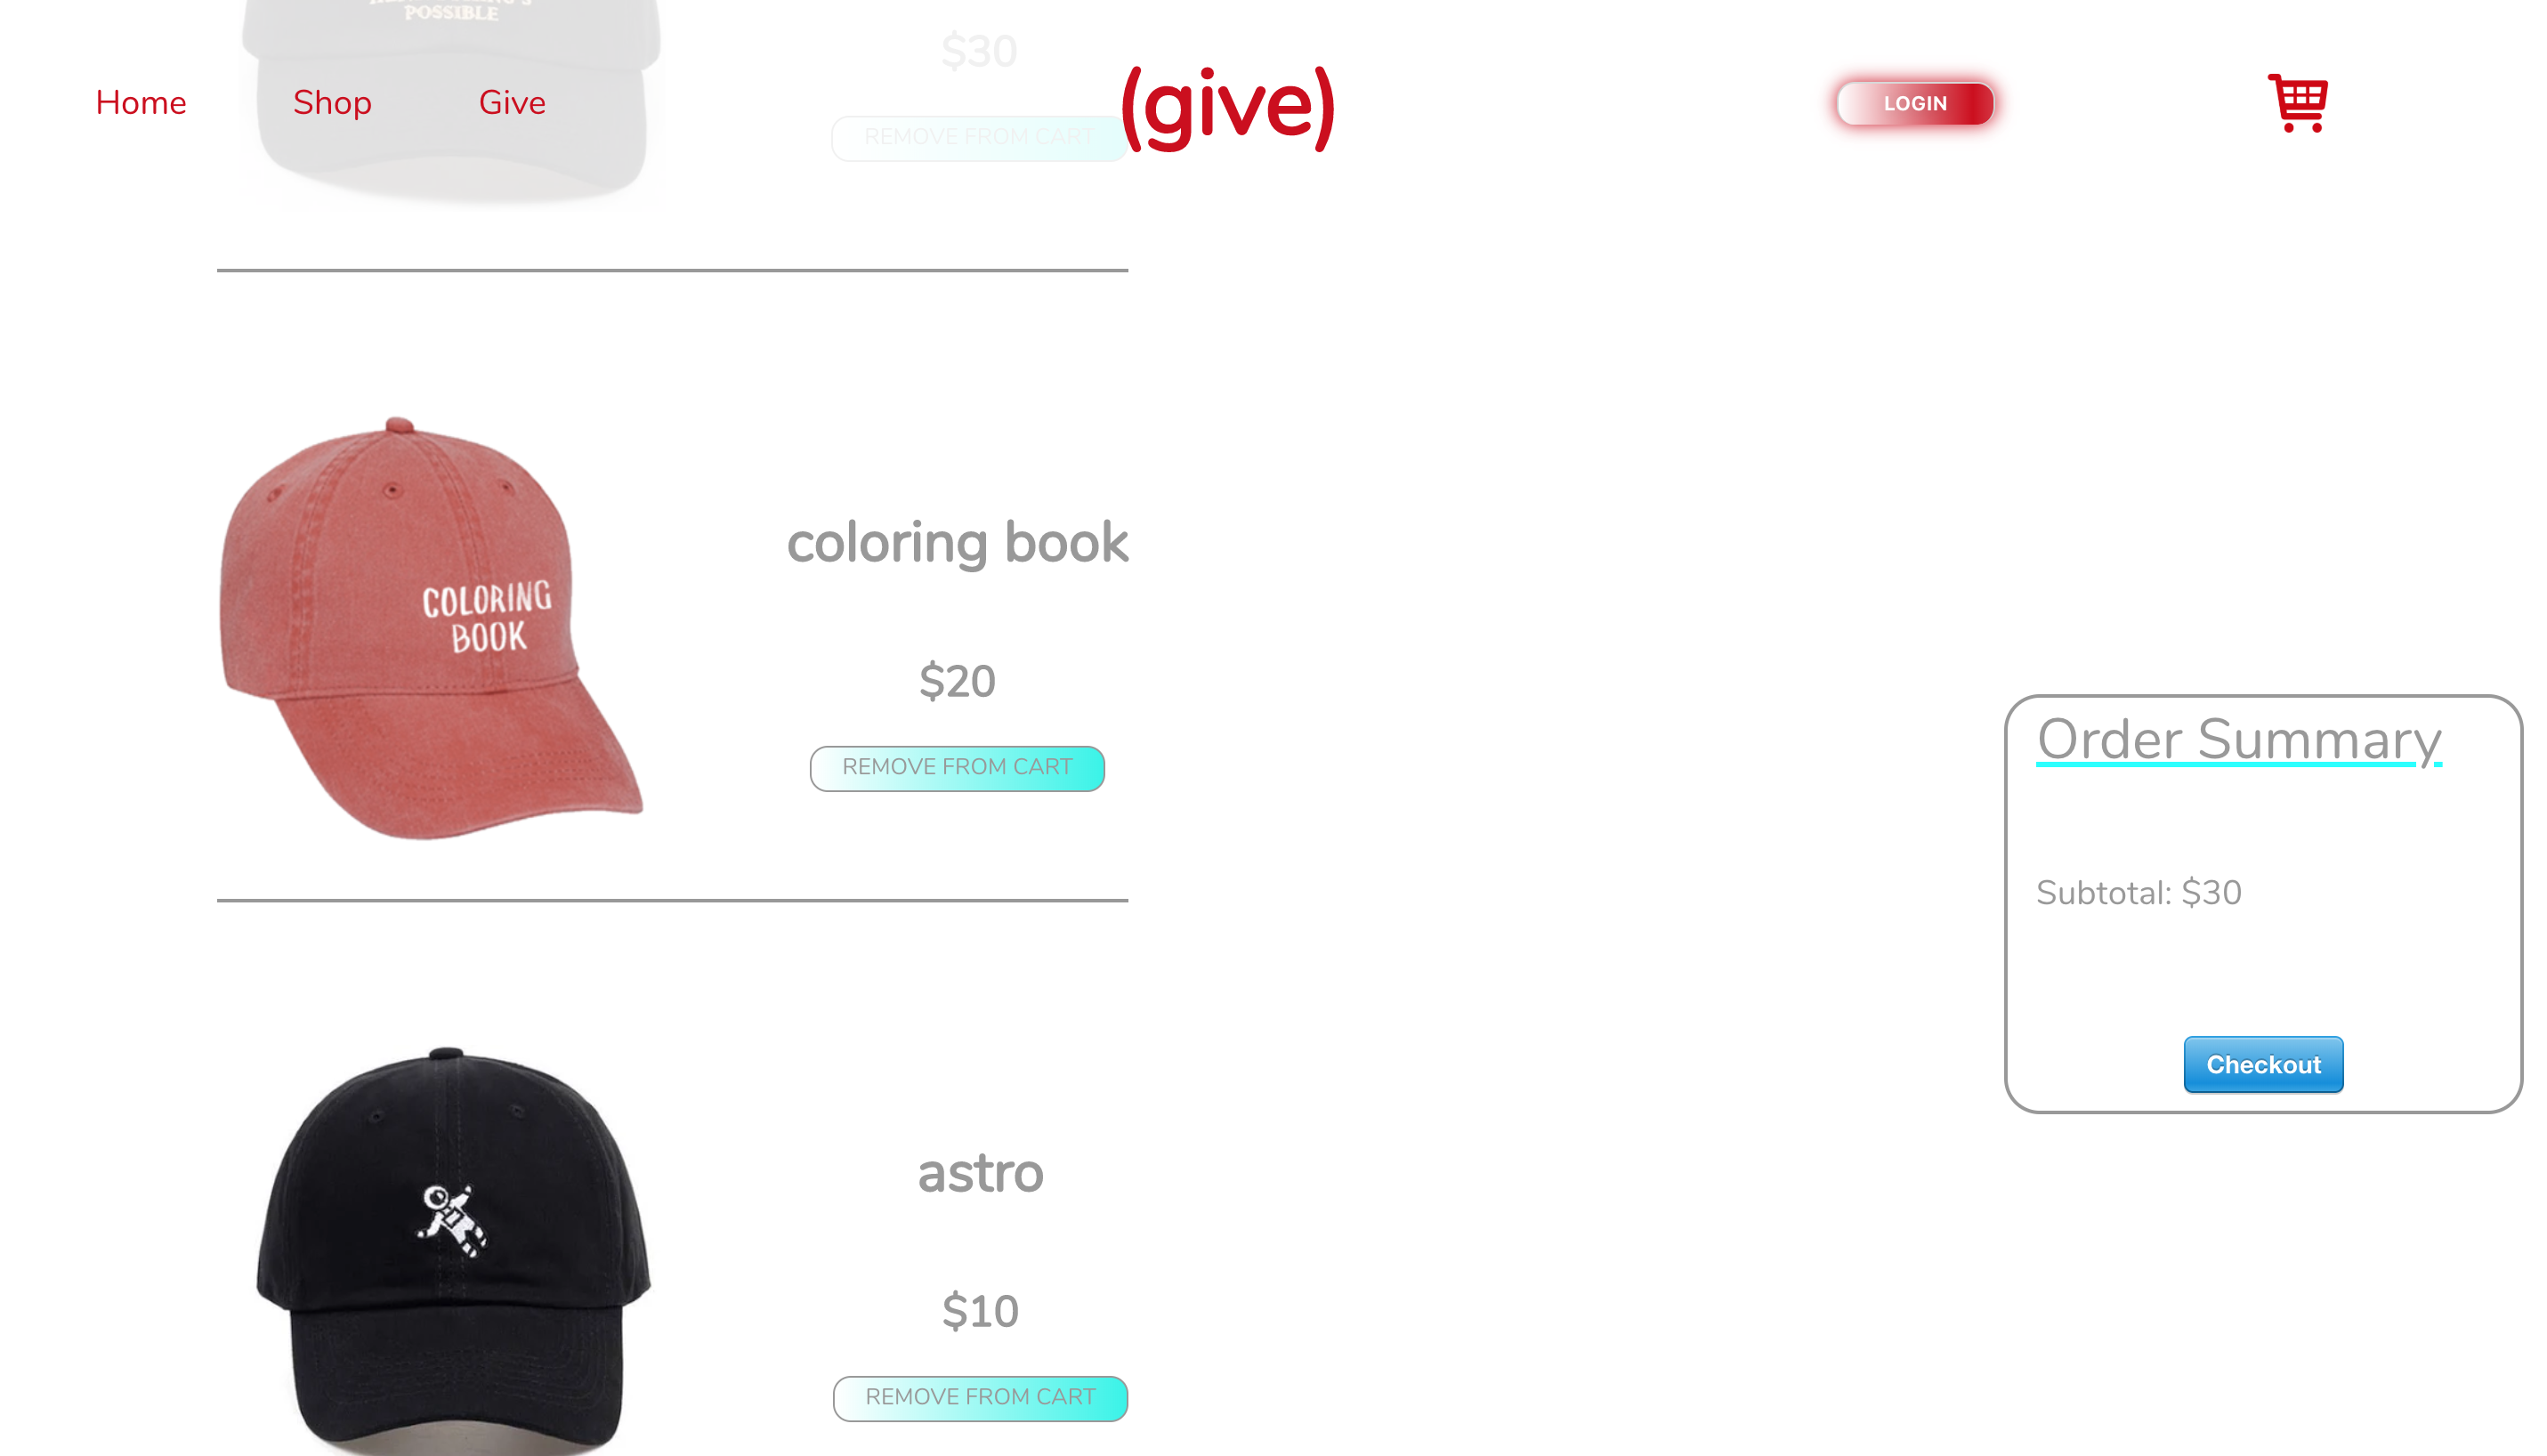 POSSIBLE
$30
Home
Shop
Give
(give)
LOGIN
REMOVE FROM CART
coloring book
COLORING
BOOK
$20
REMOVE FROM CART
Order Summary
Subtotal: $30
Checkout
astro
$10
REMOVE FROM CART